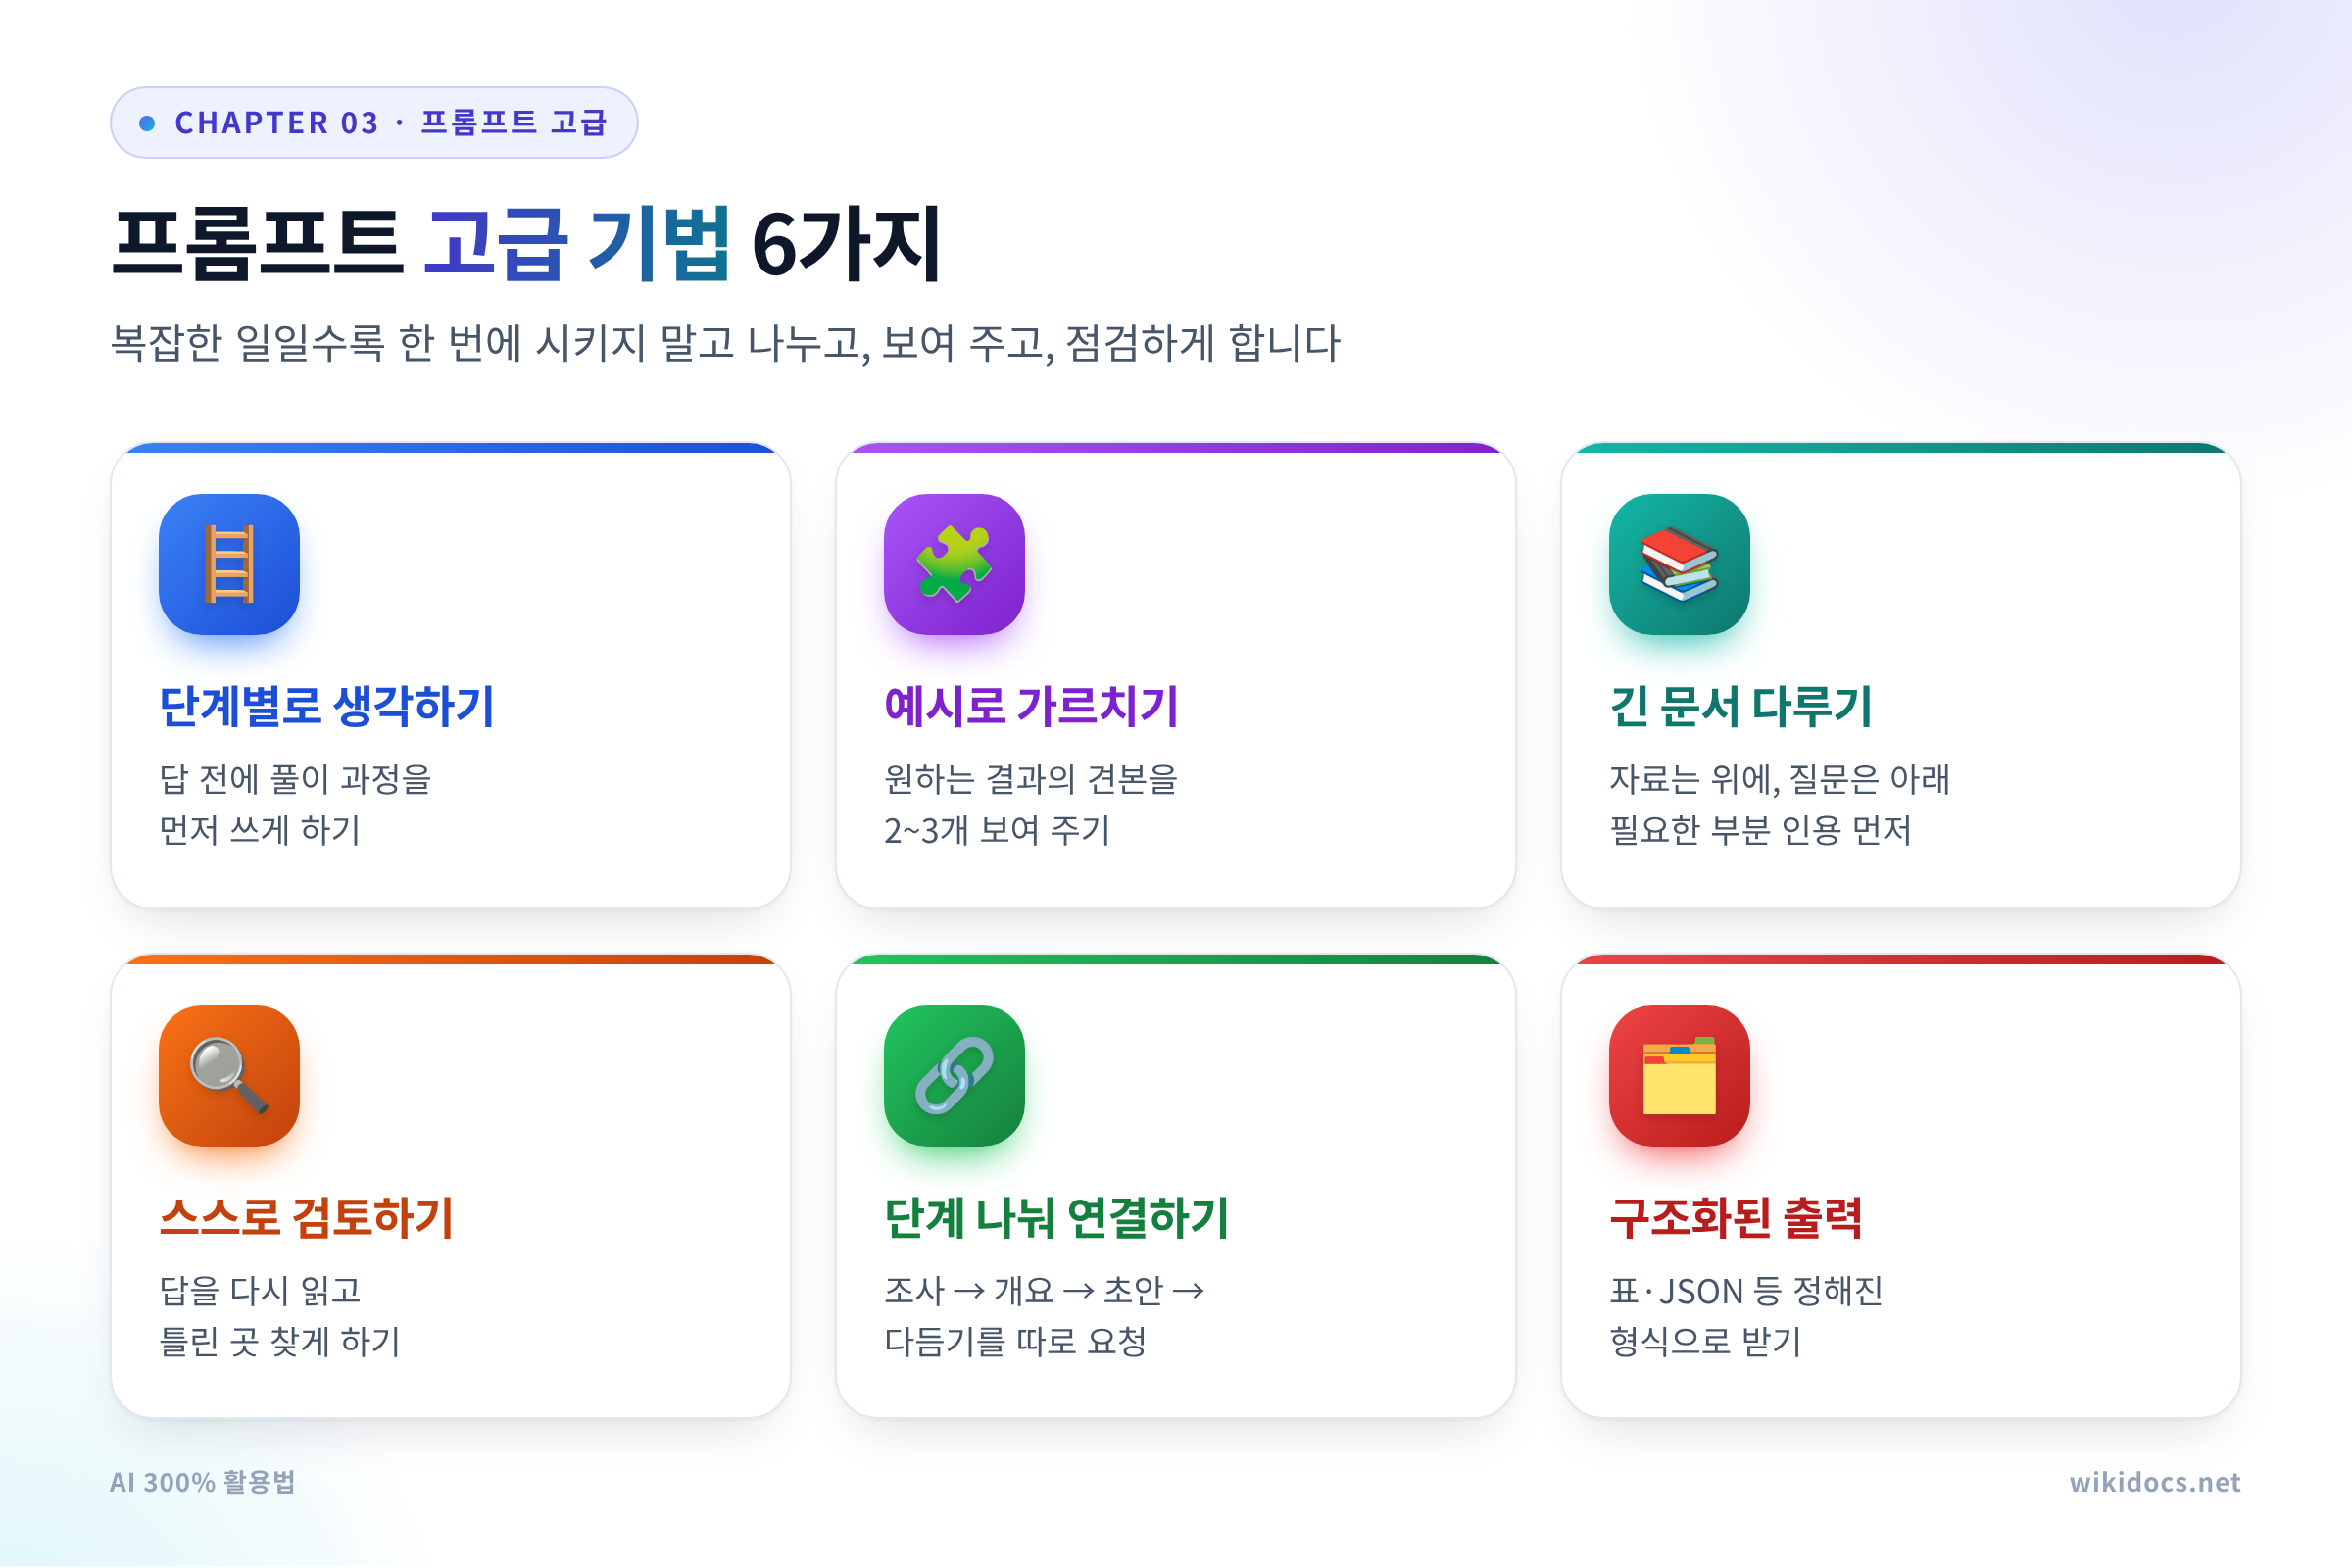 CHAPTER 03 · 프롬프트 고급
프롬프트 고급 기법 6가지
복잡한 일일수록 한 번에 시키지 말고 나누고, 보여 주고, 점검하게 합니다
단계별로 생각하기
답 전에 풀이 과정을
먼저 쓰게 하기
예시로 가르치기
원하는 결과의 견본을
2~3개 보여 주기
긴 문서 다루기
자료는 위에, 질문은 아래
필요한 부분 인용 먼저
스스로 검토하기
답을 다시 읽고
틀린 곳 찾게 하기
단계 나눠 연결하기
조사 → 개요 → 초안 →
다듬기를 따로 요청
구조화된 출력
표·JSON 등 정해진
형식으로 받기
AI 300% 활용법
wikidocs.net